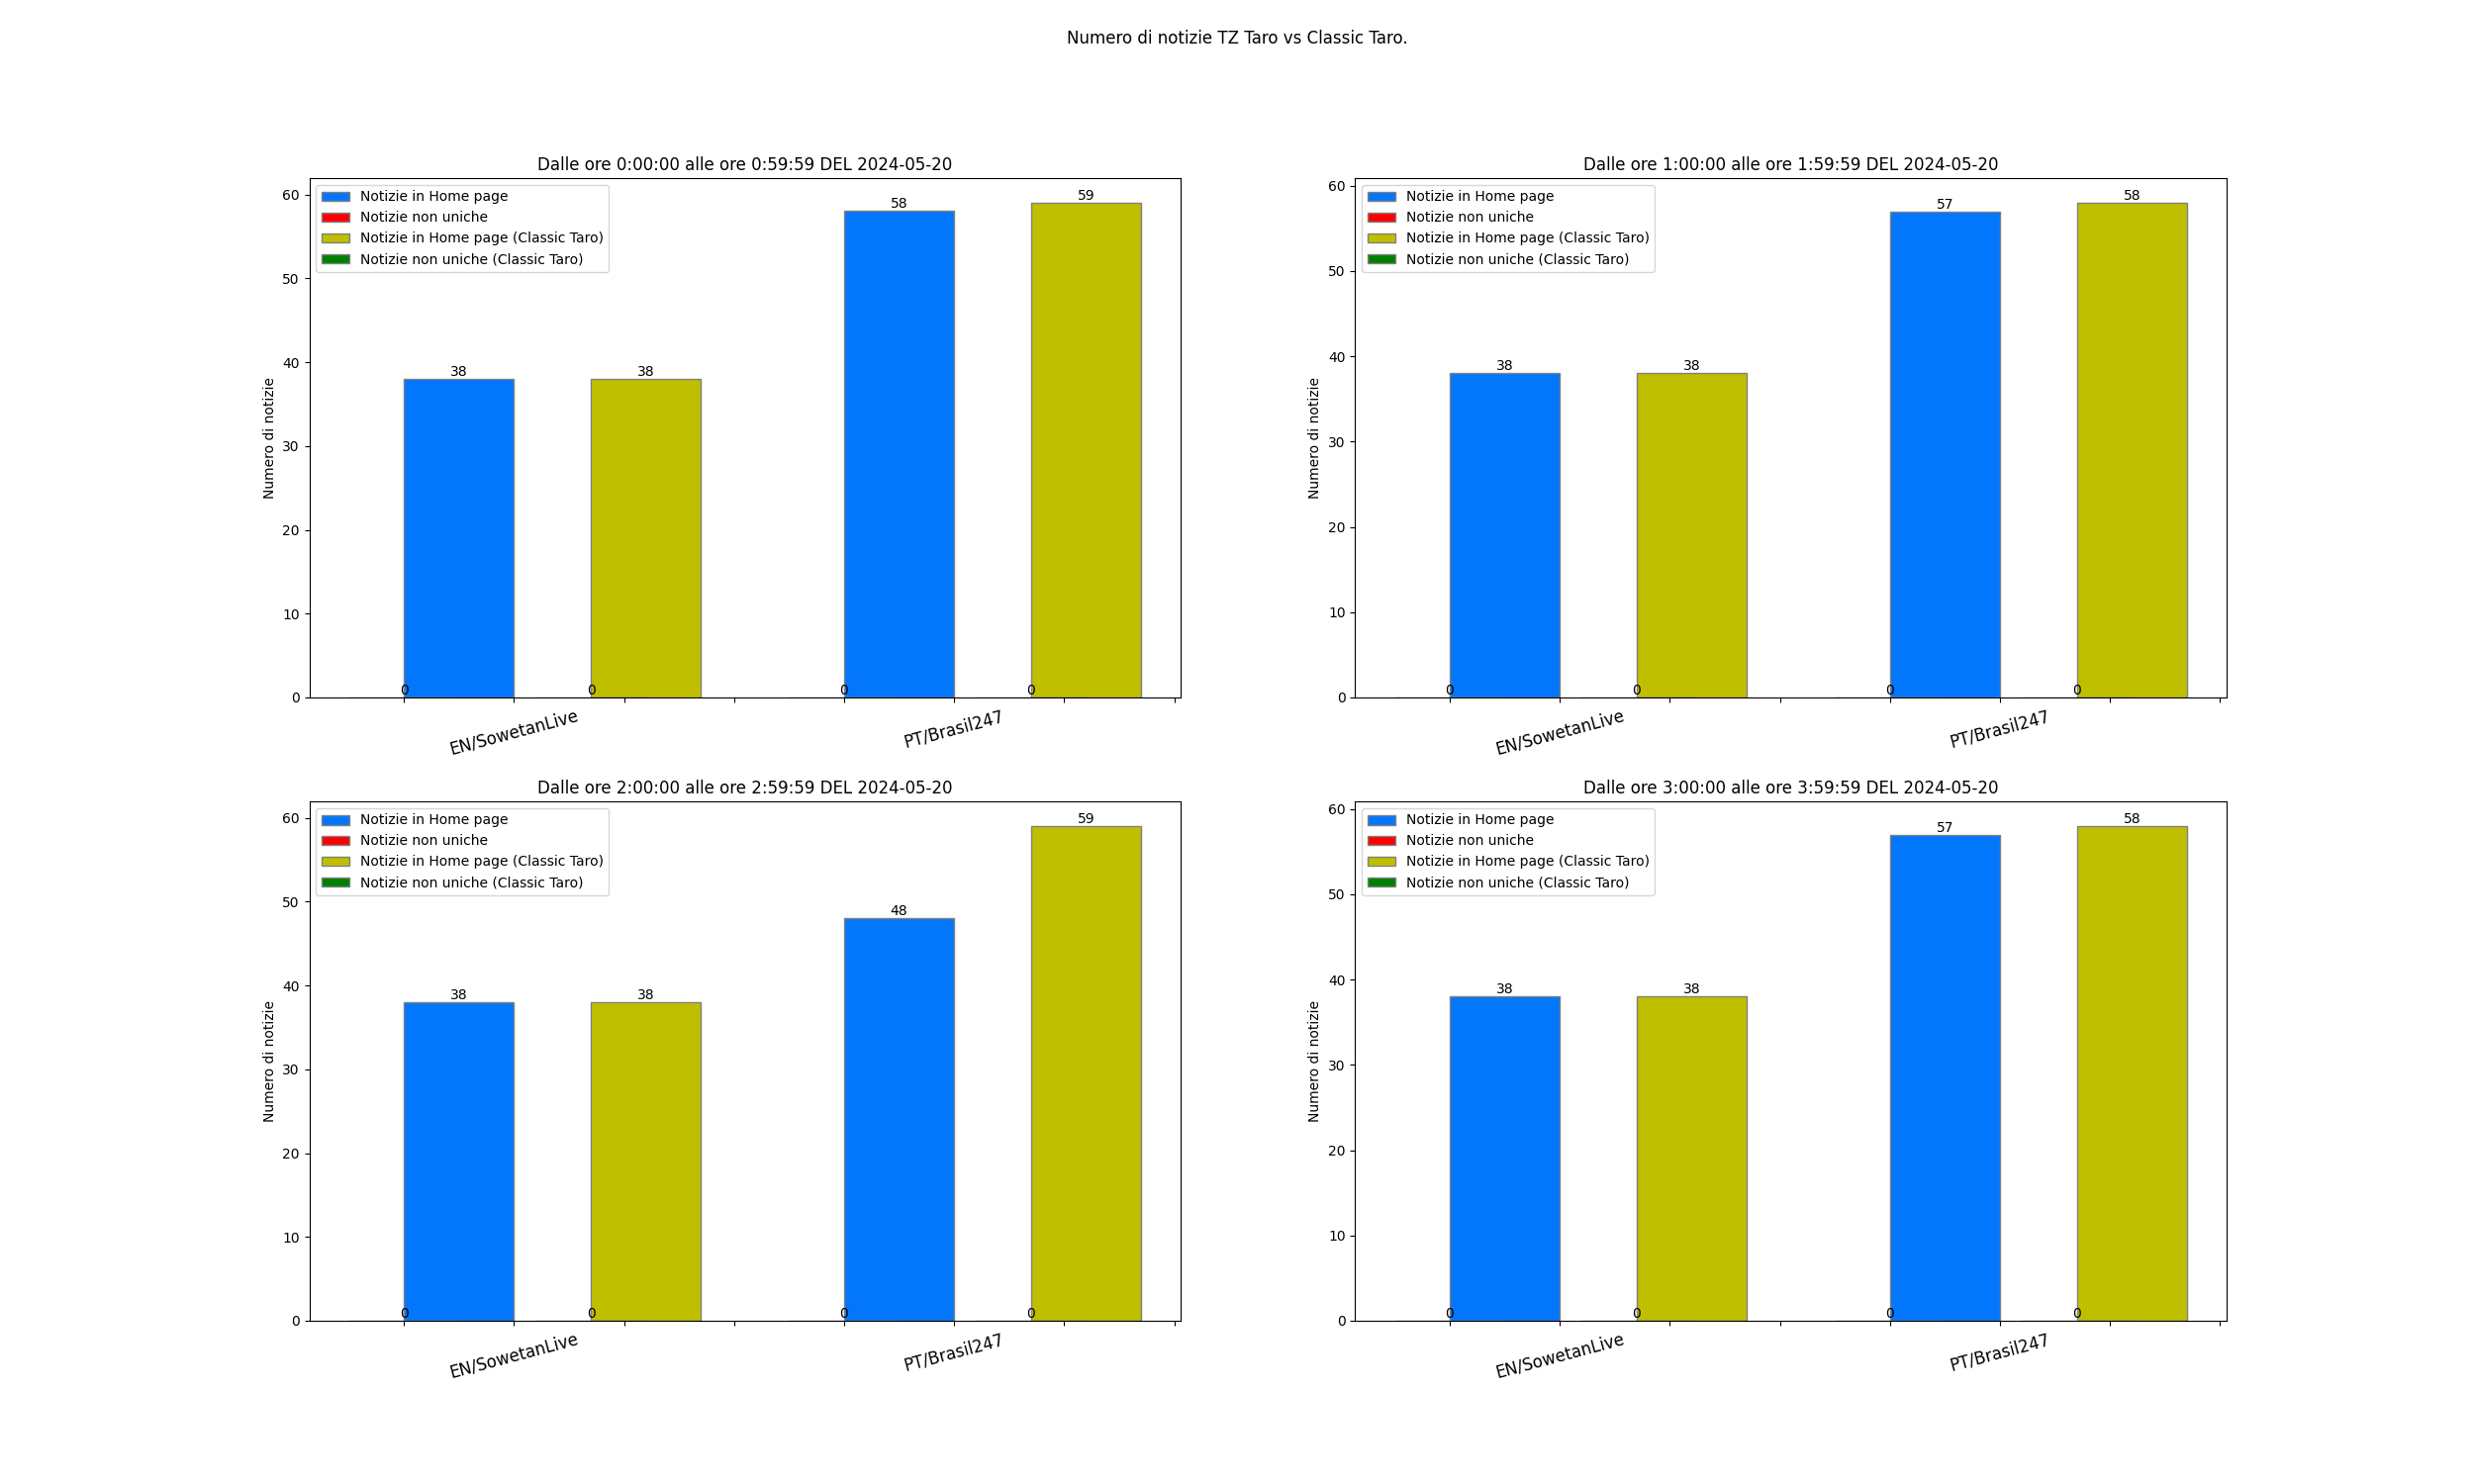 Numero di notizie TZ Taro vs Classic Taro.
Dalle ore 0:00:00 alle ore 0:59:59 DEL 2024-05-20
Notizie in Home page
Notizie non uniche
Notizie in Home page (Classic Taro)
Notizie non uniche (Classic Taro)
Numero di notizie
60
50
40
30
20
10
0
38
38
58
59
0
0
0
0
EN/SowetanLive
PT/Brasil247
Dalle ore 1:00:00 alle ore 1:59:59 DEL 2024-05-20
Notizie in Home page
Notizie non uniche
Notizie in Home page (Classic Taro)
Notizie non uniche (Classic Taro)
Numero di notizie
60
50
40
30
20
10
0
38
38
57
58
0
0
0
0
EN/SowetanLive
PT/Brasil247
Dalle ore 2:00:00 alle ore 2:59:59 DEL 2024-05-20
Notizie in Home page
Notizie non uniche
Notizie in Home page (Classic Taro)
Notizie non uniche (Classic Taro)
Numero di notizie
60
50
40
30
20
10
0
38
38
48
59
0
0
0
0
EN/SowetanLive
PT/Brasil247
Dalle ore 3:00:00 alle ore 3:59:59 DEL 2024-05-20
Notizie in Home page
Notizie non uniche
Notizie in Home page (Classic Taro)
Notizie non uniche (Classic Taro)
Numero di notizie
60
50
40
30
20
10
0
38
38
57
58
0
0
0
0
EN/SowetanLive
PT/Brasil247